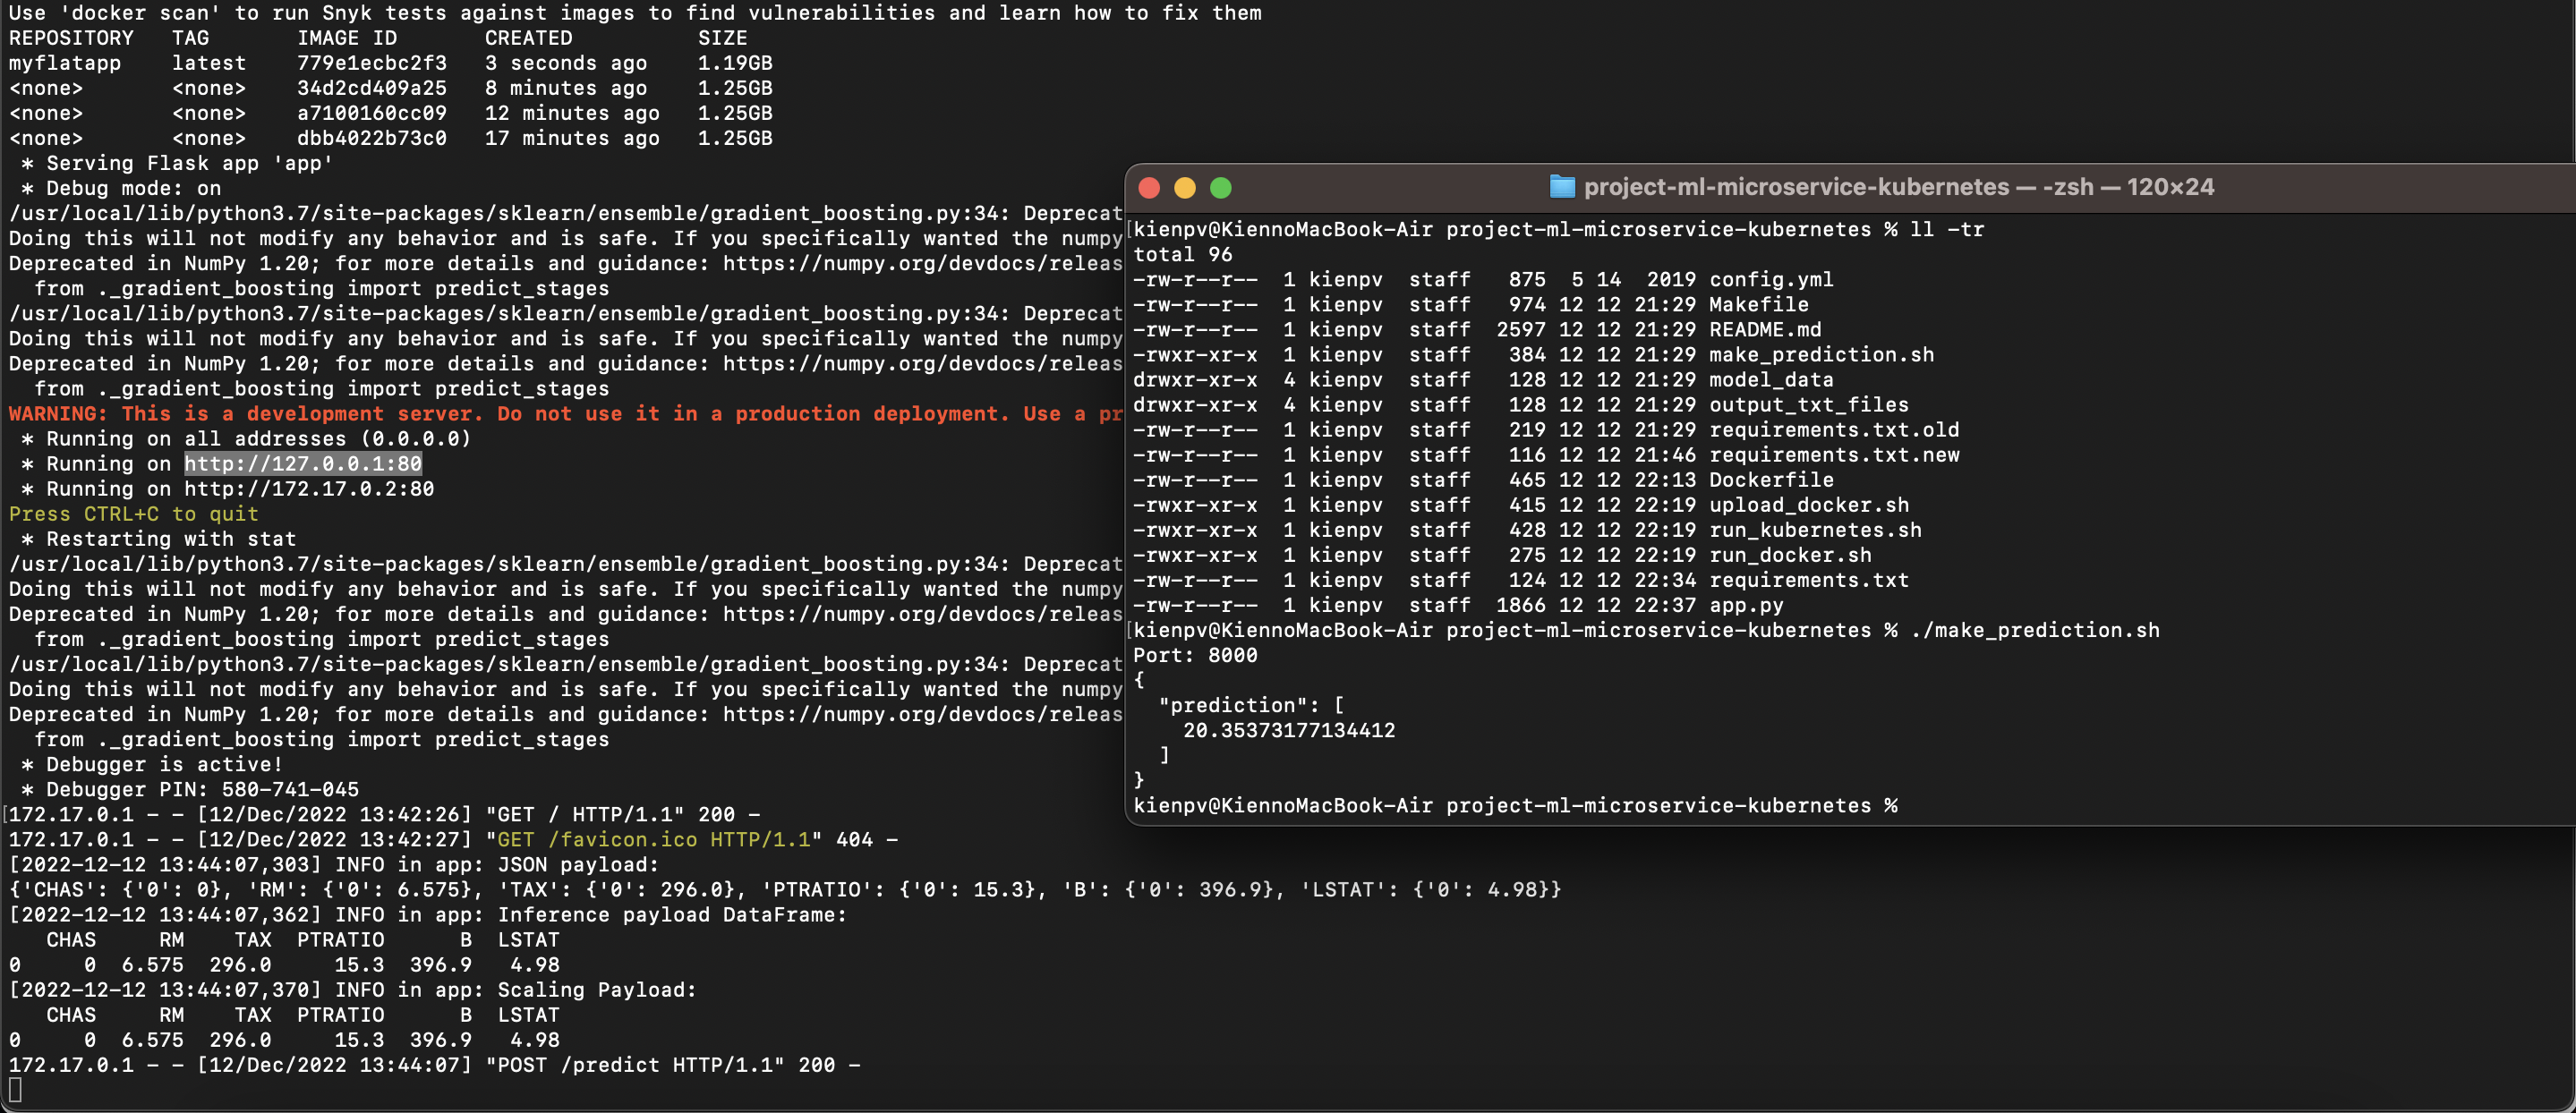 Use 'docker scan' to run Snyk tests against images to find vulnerabilities and learn how to fix them
REPOSITORY   TAG       IMAGE ID       CREATED          SIZE
myflatapp    latest    779e1ecbc2f3   3 seconds ago    1.19GB
<none>       <none>    34d2cd409a25   8 minutes ago    1.25GB
<none>       <none>    a7100160cc09   12 minutes ago   1.25GB
<none>       <none>    dbb4022b73c0   17 minutes ago   1.25GB
 * Serving Flask app 'app'
 * Debug mode: on
/usr/local/lib/python3.7/site-packages/sklearn/ensemble/gradient_boosting.py:34: Deprecat
Doing this will not modify any behavior and is safe. If you specifically wanted the numpy
Deprecated in NumPy 1.20; for more details and guidance: https://numpy.org/devdocs/releas
  from ._gradient_boosting import predict_stages
/usr/local/lib/python3.7/site-packages/sklearn/ensemble/gradient_boosting.py:34: Deprecat
Doing this will not modify any behavior and is safe. If you specifically wanted the numpy
Deprecated in NumPy 1.20; for more details and guidance: https://numpy.org/devdocs/releas
  from ._gradient_boosting import predict_stages
WARNING: This is a development server. Do not use it in a production deployment. Use a pr
 * Running on all addresses (0.0.0.0)
 * Running on http://127.0.0.1:80
 * Running on http://172.17.0.2:80
Press CTRL+C to quit
 * Restarting with stat
/usr/local/lib/python3.7/site-packages/sklearn/ensemble/gradient_boosting.py:34: Deprecat
Doing this will not modify any behavior and is safe. If you specifically wanted the numpy
Deprecated in NumPy 1.20; for more details and guidance: https://numpy.org/devdocs/releas
  from ._gradient_boosting import predict_stages
/usr/local/lib/python3.7/site-packages/sklearn/ensemble/gradient_boosting.py:34: Deprecat
Doing this will not modify any behavior and is safe. If you specifically wanted the numpy
Deprecated in NumPy 1.20; for more details and guidance: https://numpy.org/devdocs/releas
  from ._gradient_boosting import predict_stages
 * Debugger is active!
 * Debugger PIN: 580-741-045
[172.17.0.1 - - [12/Dec/2022 13:42:26] "GET / HTTP/1.1" 200 -
172.17.0.1 - - [12/Dec/2022 13:42:27] "GET /favicon.ico HTTP/1.1" 404 -
[2022-12-12 13:44:07,303] INFO in app: JSON payload:
{'CHAS': {'0': 0}, 'RM': {'0': 6.575}, 'TAX': {'0': 296.0}, 'PTRATIO': {'0': 15.3}, 'B': {'0': 396.9}, 'LSTAT': {'0': 4.98}}
[2022-12-12 13:44:07,362] INFO in app: Inference payload DataFrame:
   CHAS     RM    TAX  PTRATIO      B  LSTAT
0     0  6.575  296.0     15.3  396.9   4.98
[2022-12-12 13:44:07,370] INFO in app: Scaling Payload:
   CHAS     RM    TAX  PTRATIO      B  LSTAT
0     0  6.575  296.0     15.3  396.9   4.98
172.17.0.1 - - [12/Dec/2022 13:44:07] "POST /predict HTTP/1.1" 200 -
project-ml-microservice-kubernetes — -zsh — 120×24
[kienpv@KiennoMacBook-Air project-ml-microservice-kubernetes % ll -tr
total 96
-rw-r--r--  1 kienpv  staff   875  5 14  2019 config.yml
-rw-r--r--  1 kienpv  staff   974 12 12 21:29 Makefile
-rw-r--r--  1 kienpv  staff  2597 12 12 21:29 README.md
-rwxr-xr-x  1 kienpv  staff   384 12 12 21:29 make_prediction.sh
drwxr-xr-x  4 kienpv  staff   128 12 12 21:29 model_data
drwxr-xr-x  4 kienpv  staff   128 12 12 21:29 output_txt_files
-rw-r--r--  1 kienpv  staff   219 12 12 21:29 requirements.txt.old
-rw-r--r--  1 kienpv  staff   116 12 12 21:46 requirements.txt.new
-rw-r--r--  1 kienpv  staff   465 12 12 22:13 Dockerfile
-rwxr-xr-x  1 kienpv  staff   415 12 12 22:19 upload_docker.sh
-rwxr-xr-x  1 kienpv  staff   428 12 12 22:19 run_kubernetes.sh
-rwxr-xr-x  1 kienpv  staff   275 12 12 22:19 run_docker.sh
-rw-r--r--  1 kienpv  staff   124 12 12 22:34 requirements.txt
-rw-r--r--  1 kienpv  staff  1866 12 12 22:37 app.py
[kienpv@KiennoMacBook-Air project-ml-microservice-kubernetes % ./make_prediction.sh
Port: 8000
{
  "prediction": [
    20.35373177134412
  ]
}
kienpv@KiennoMacBook-Air project-ml-microservice-kubernetes %